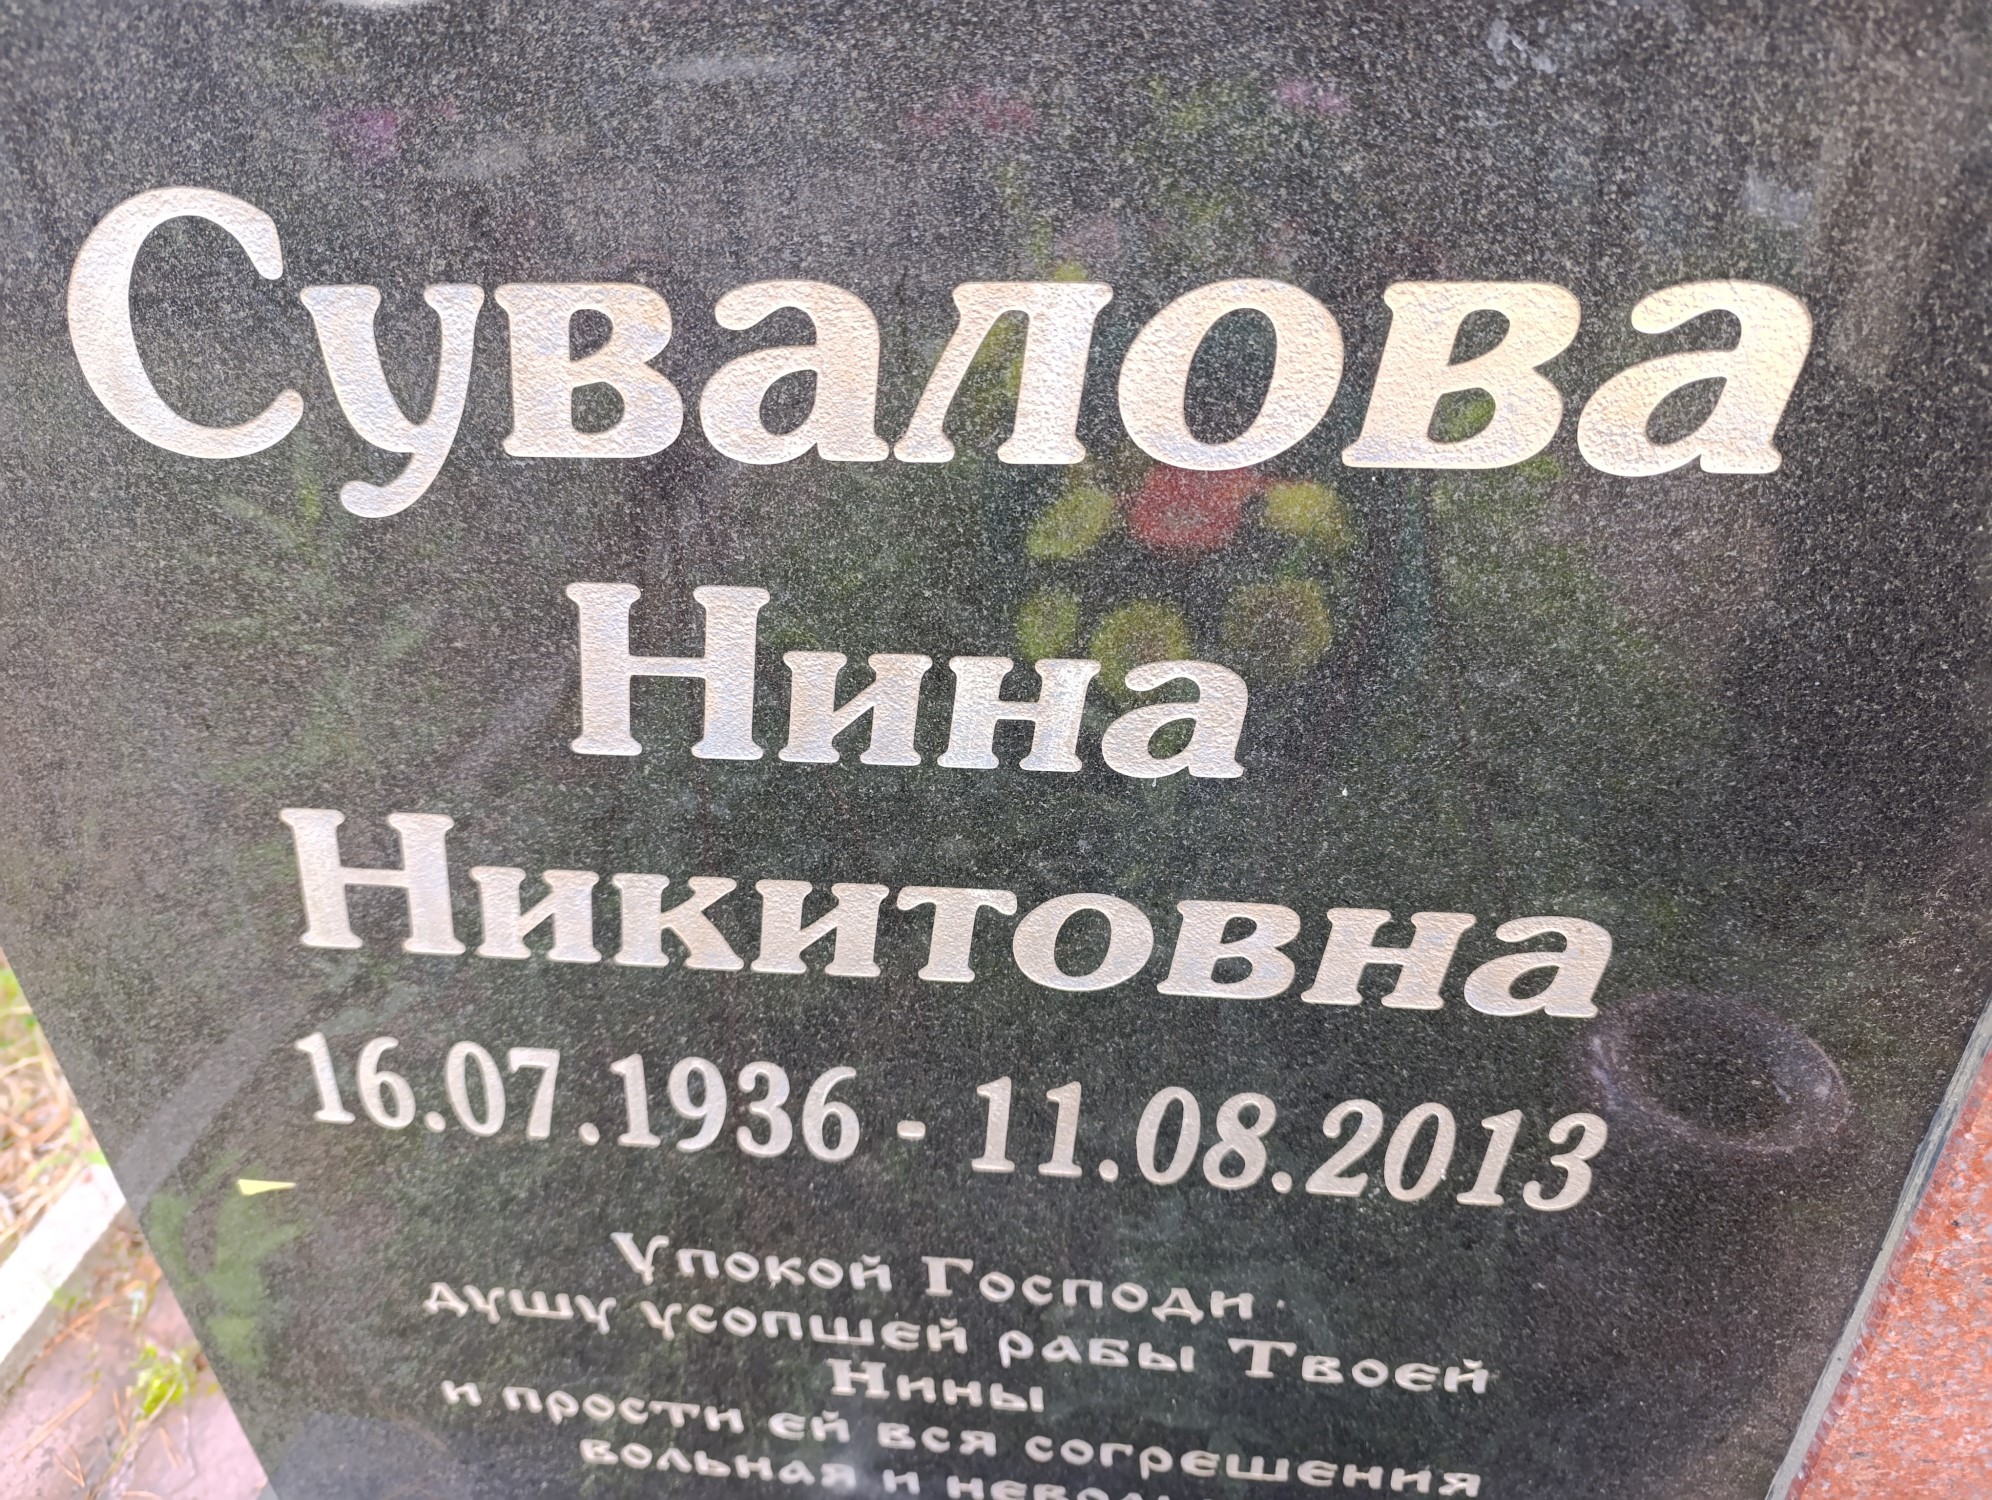 Сувалова
Нина
Никитовна
16.07.1936 - 11.08.2013
Упокой Господи
душу усопшей рабы Твоей
Нины
и прости ей вся согрешения
вольная и